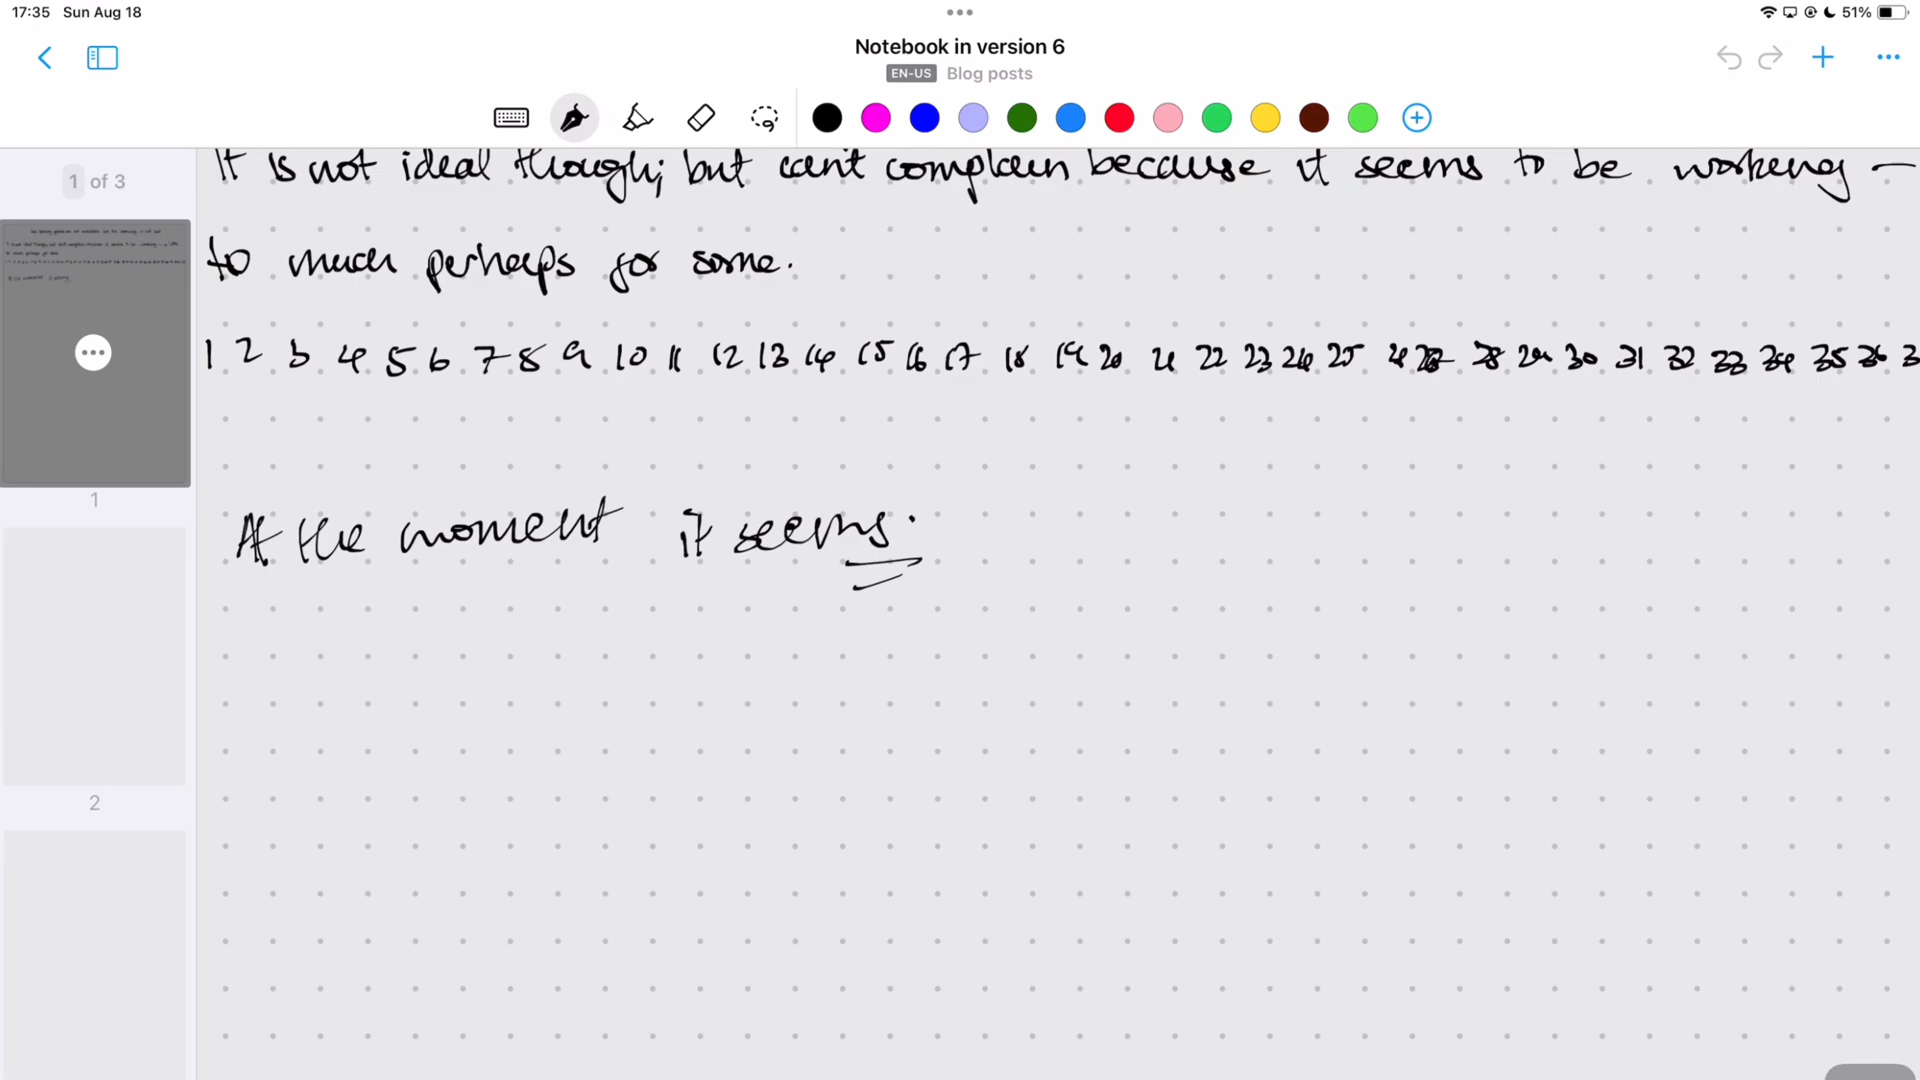 17:35 Sun Aug 18
51%
Notebook in version 6
EN-US Blog posts
1 of 3
It is not ideal though; but can't complain because it seems to be working –
to much perhaps for some.
1 2 3 4 5 6 7 8 9 10 11 12 13 14 15 16 17 18 19 20 21 22 23 24 25 28 29 30 31 32 33 34 35 36 3
At the moment it seems.
1
2